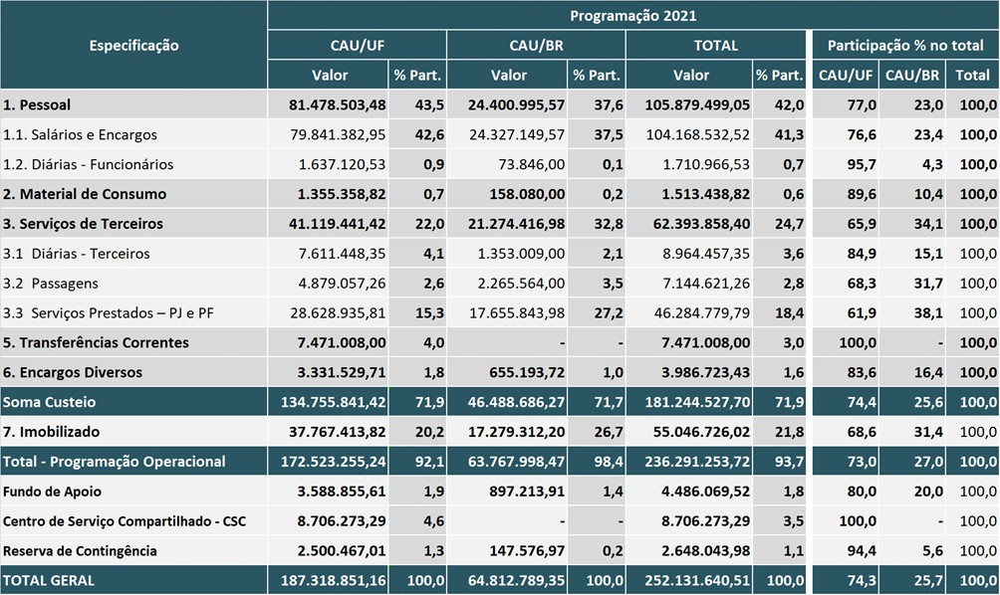 Programação 2021
Especificação CAU/UF CAU/BR TOTAL Participação % no total
Valor % Part. Valor % Part. Valor % Part. CAU/UF CAU/BR Total
1. Pessoal 81.478.503,48 43,5 24.400.995,57 37,6 105.879.499,05 42,0 77,0 23,0 100,0
1.1. Salários e Encargos 79.841.382,95 42,6 24.327.149,57 37,5 104.168.532,52 41,3 76,6 23,4 100,0
1.2. Diárias - Funcionários 1.637.120,53 0,9 73.846,00 0,1 1.710.966,53 0,7 95,7 4,3 100,0
2. Material de Consumo 1.355.358,82 0,7 158.080,00 0,2 1.513.438,82 0,6 89,6 10,4 100,0
3. Serviços de Terceiros 41.119.441,42 22,0 21.274.416,98 32,8 62.393.858,40 24,7 65,9 34,1 100,0
3.1 Diárias - Terceiros 7.611.448,35 4,1 1.353.009,00 2,1 8.964.457,35 3,6 84,9 15,1 100,0
3.2 Passagens 4.879.057,26 2,6 2.265.564,00 3,5 7.144.621,26 2,8 68,3 31,7 100,0
3.3 Serviços Prestados – PJ e PF 28.628.935,81 15,3 17.655.843,98 27,2 46.284.779,79 18,4 61,9 38,1 100,0
5. Transferências Correntes 7.471.008,00 4,0 - - 7.471.008,00 3,0 100,0 - 100,0
6. Encargos Diversos 3.331.529,71 1,8 655.193,72 1,0 3.986.723,43 1,6 83,6 16,4 100,0
Soma Custeio 134.755.841,42 71,9 46.488.686,27 71,7 181.244.527,70 71,9 74,4 25,6 100,0
7. Imobilizado 37.767.413,82 20,2 17.279.312,20 26,7 55.046.726,02 21,8 68,6 31,4 100,0
Total - Programação Operacional 172.523.255,24 92,1 63.767.998,47 98,4 236.291.253,72 93,7 73,0 27,0 100,0
Fundo de Apoio 3.588.855,61 1,9 897.213,91 1,4 4.486.069,52 1,8 80,0 20,0 100,0
Centro de Serviço Compartilhado - CSC 8.706.273,29 4,6 - - 8.706.273,29 3,5 100,0 - 100,0
Reserva de Contingência 2.500.467,01 1,3 147.576,97 0,2 2.648.043,98 1,1 94,4 5,6 100,0
TOTAL GERAL 187.318.851,16 100,0 64.812.789,35 100,0 252.131.640,51 100,0 74,3 25,7 100,0